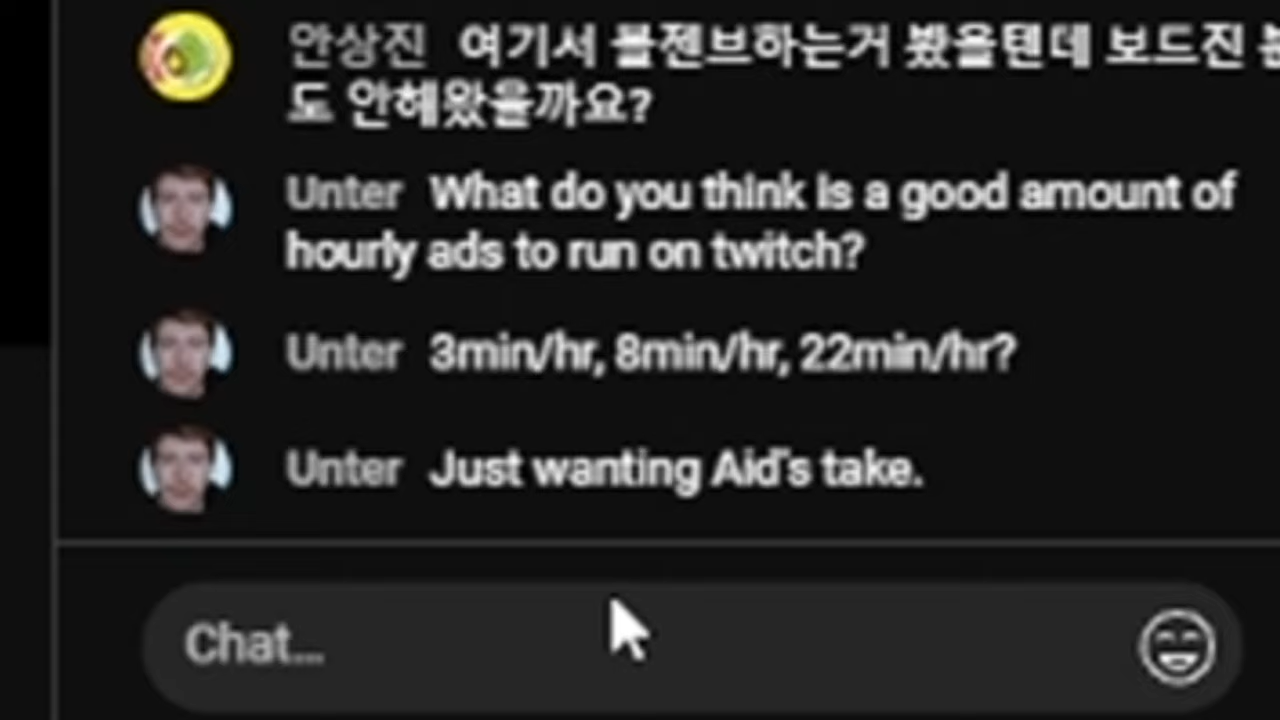 안상진 여기서 플젠브하는거 봤을텐데 보드진
도 안해왔을까요?
Unter What do you think is a good amount of
hourly ads to run on twitch?
Unter 3min/hr, 8min/hr, 22min/hr?
Unter Just wanting Aid's take.
Chat...